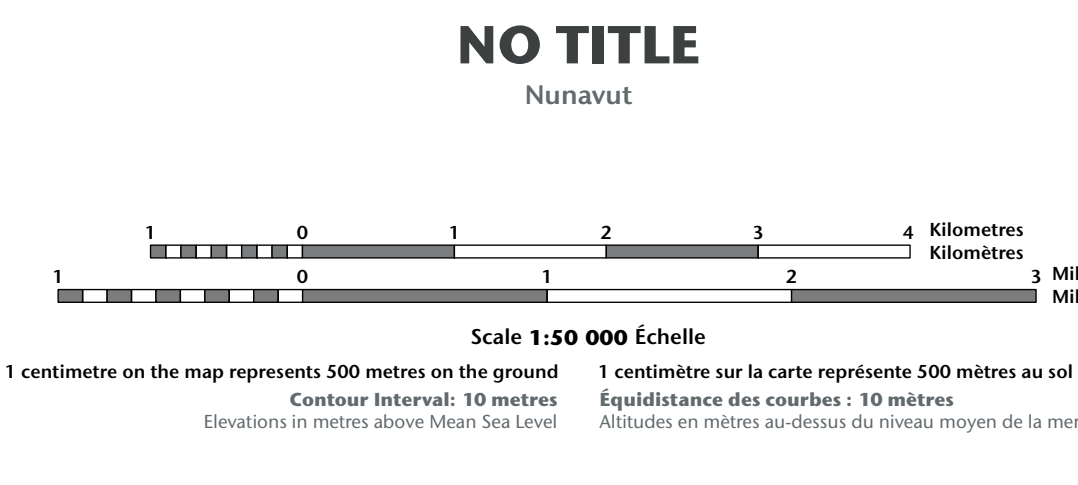 NO TITLE
Nunavut
1 0 1 2 3 4 Kilometres
Kilomètres
1 0 1 2 3
Scale 1:50 000 Échelle
1 centimetre on the map represents 500 metres on the ground
1 centimètre sur la carte représente 500 mètres au sol
Contour Interval: 10 metres
Équidistance des courbes : 10 mètres
Elevations in metres above Mean Sea Level
Altitudes en mètres au-dessus du niveau moyen de la mer